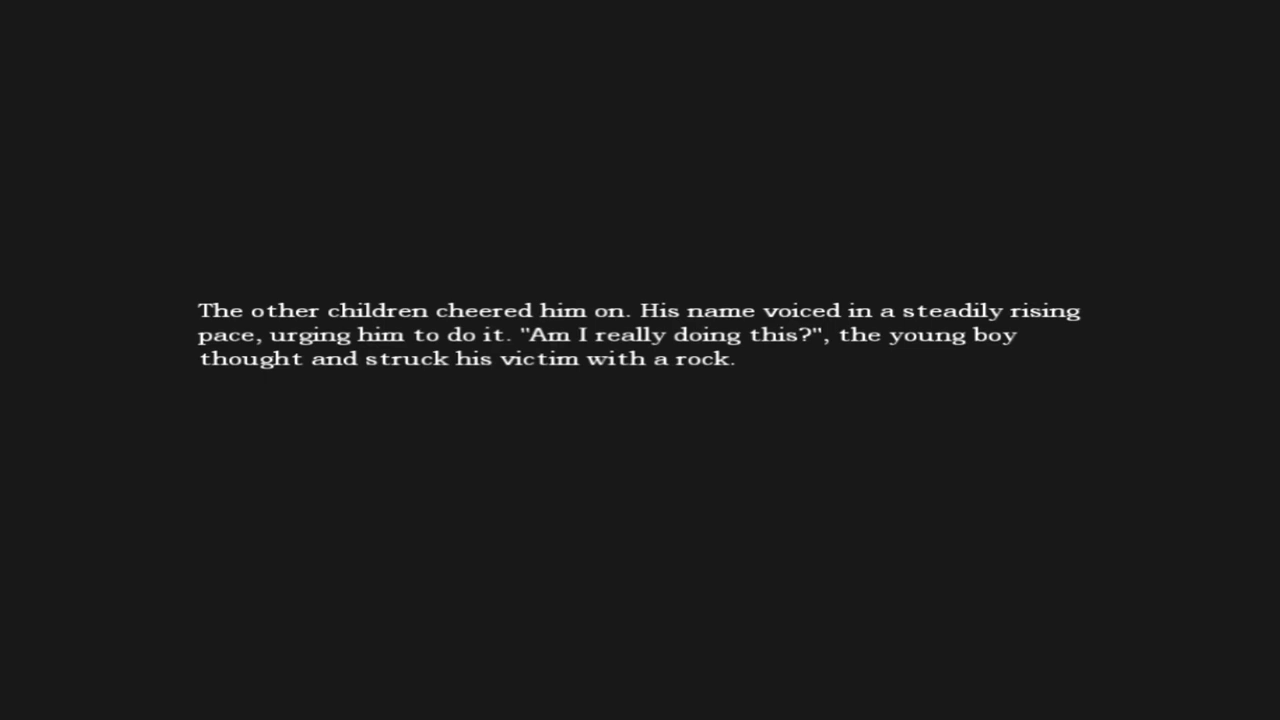 The other children cheered him on. His name voiced in a steadily rising
pace, urging him to do it. "Am I really doing this?", the young boy
thought and struck his victim with a rock.